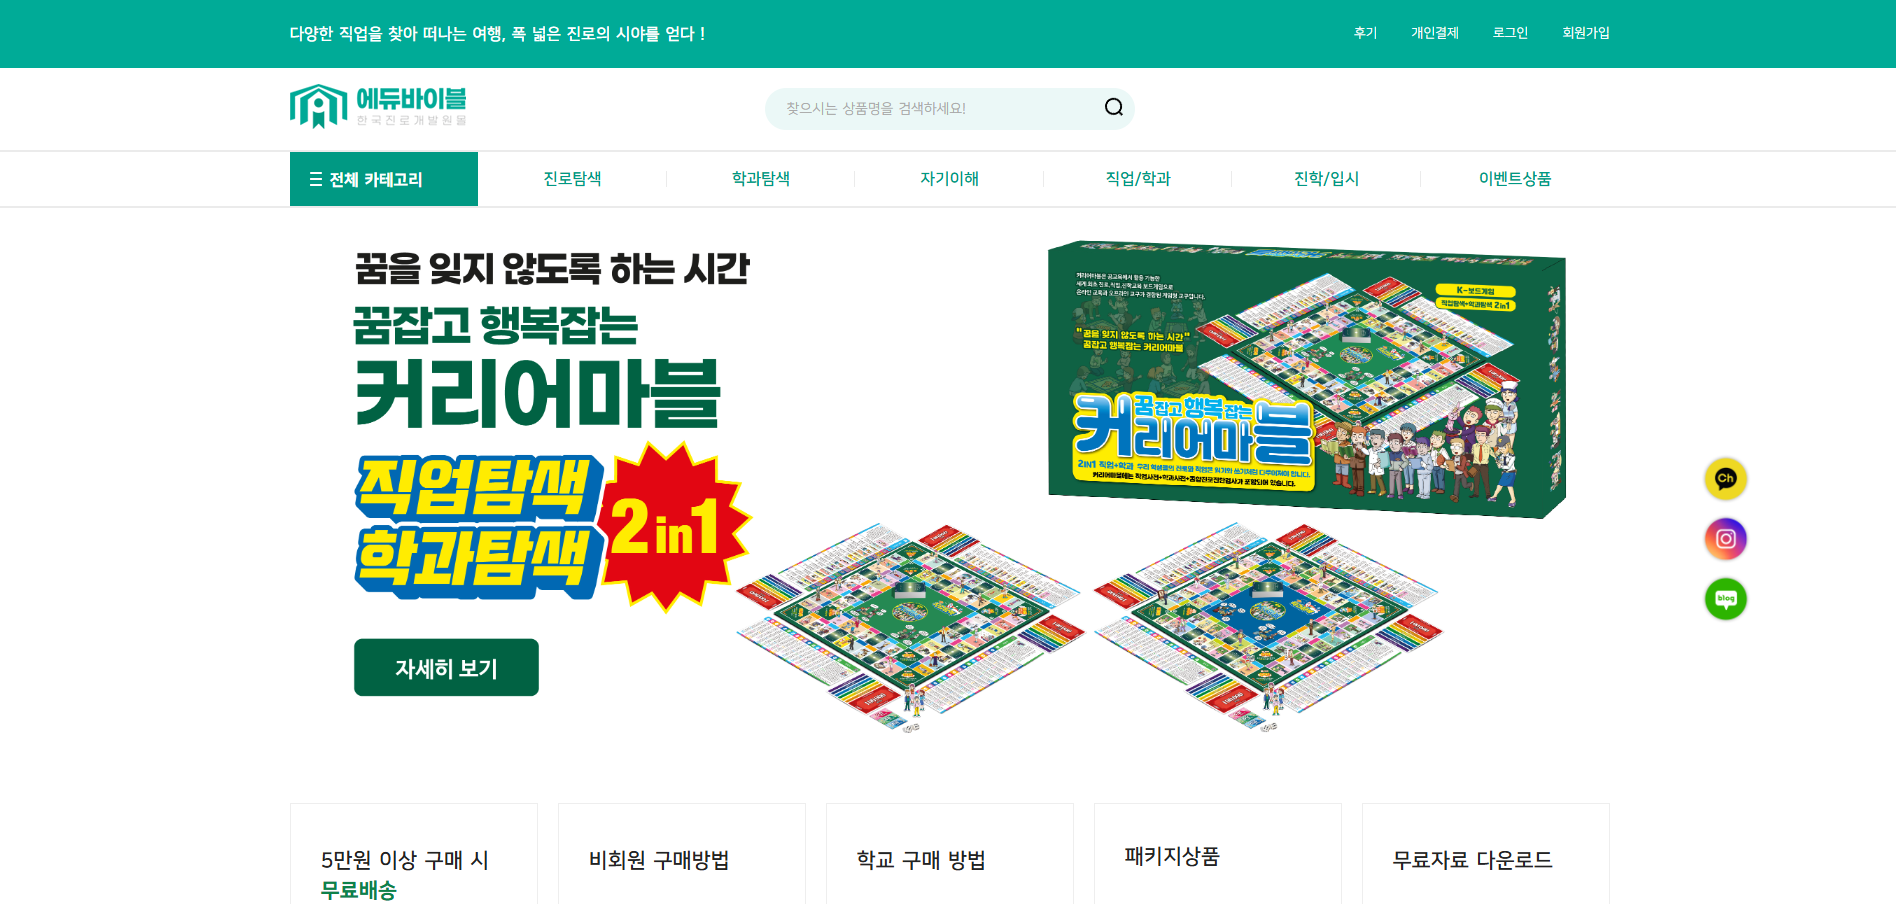 다양한 직업을 찾아 떠나는 여행, 폭 넓은 진로의 시야를 얻다 !
후기 개인결제 로그인 회원가입
에듀바이블
한국진로개발원몰
찾으시는 상품명을 검색하세요!
전체 카테고리 진로탐색 학과탐색 자기이해 직업/학과 진학/입시 이벤트상품
꿈을 잊지 않도록 하는 시간
꿈잡고 행복잡는
커리어마블
직업탐색
학과탐색
2in1
자세히 보기
K-보드게임
직업탐색+학과탐색 2in1
"꿈을 잊지 않도록 하는 시간"
꿈잡고 행복잡는 커리어마블
꿈잡고 행복잡는
커리어마블
2IN1 직업+학과
Ch
blog
5만원 이상 구매 시
무료배송
비회원 구매방법
학교 구매 방법
패키지상품
무료자료 다운로드